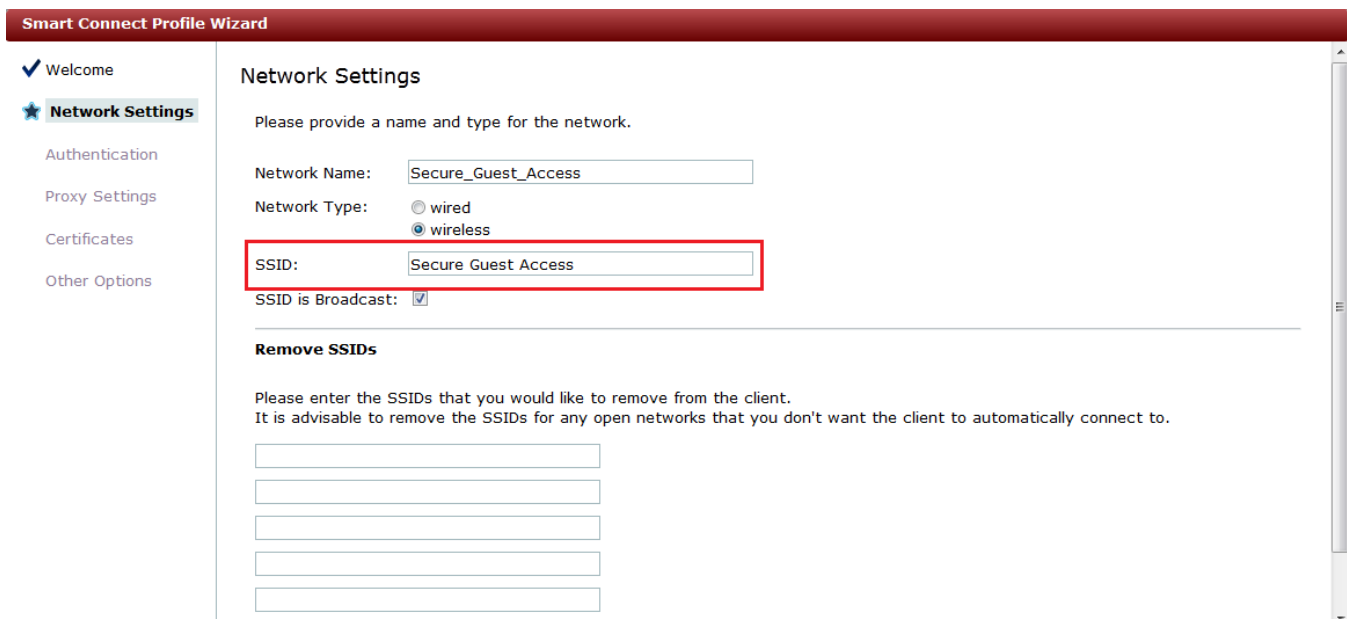 Smart Connect Profile Wizard
Welcome
Network Settings
Authentication
Proxy Settings
Certificates
Other Options
Network Settings
Please provide a name and type for the network.
Network Name: Secure_Guest_Access
Network Type: wired
wireless
SSID: Secure Guest Access
SSID is Broadcast:
Remove SSIDs
Please enter the SSIDs that you would like to remove from the client.
It is advisable to remove the SSIDs for any open networks that you don't want the client to automatically connect to.